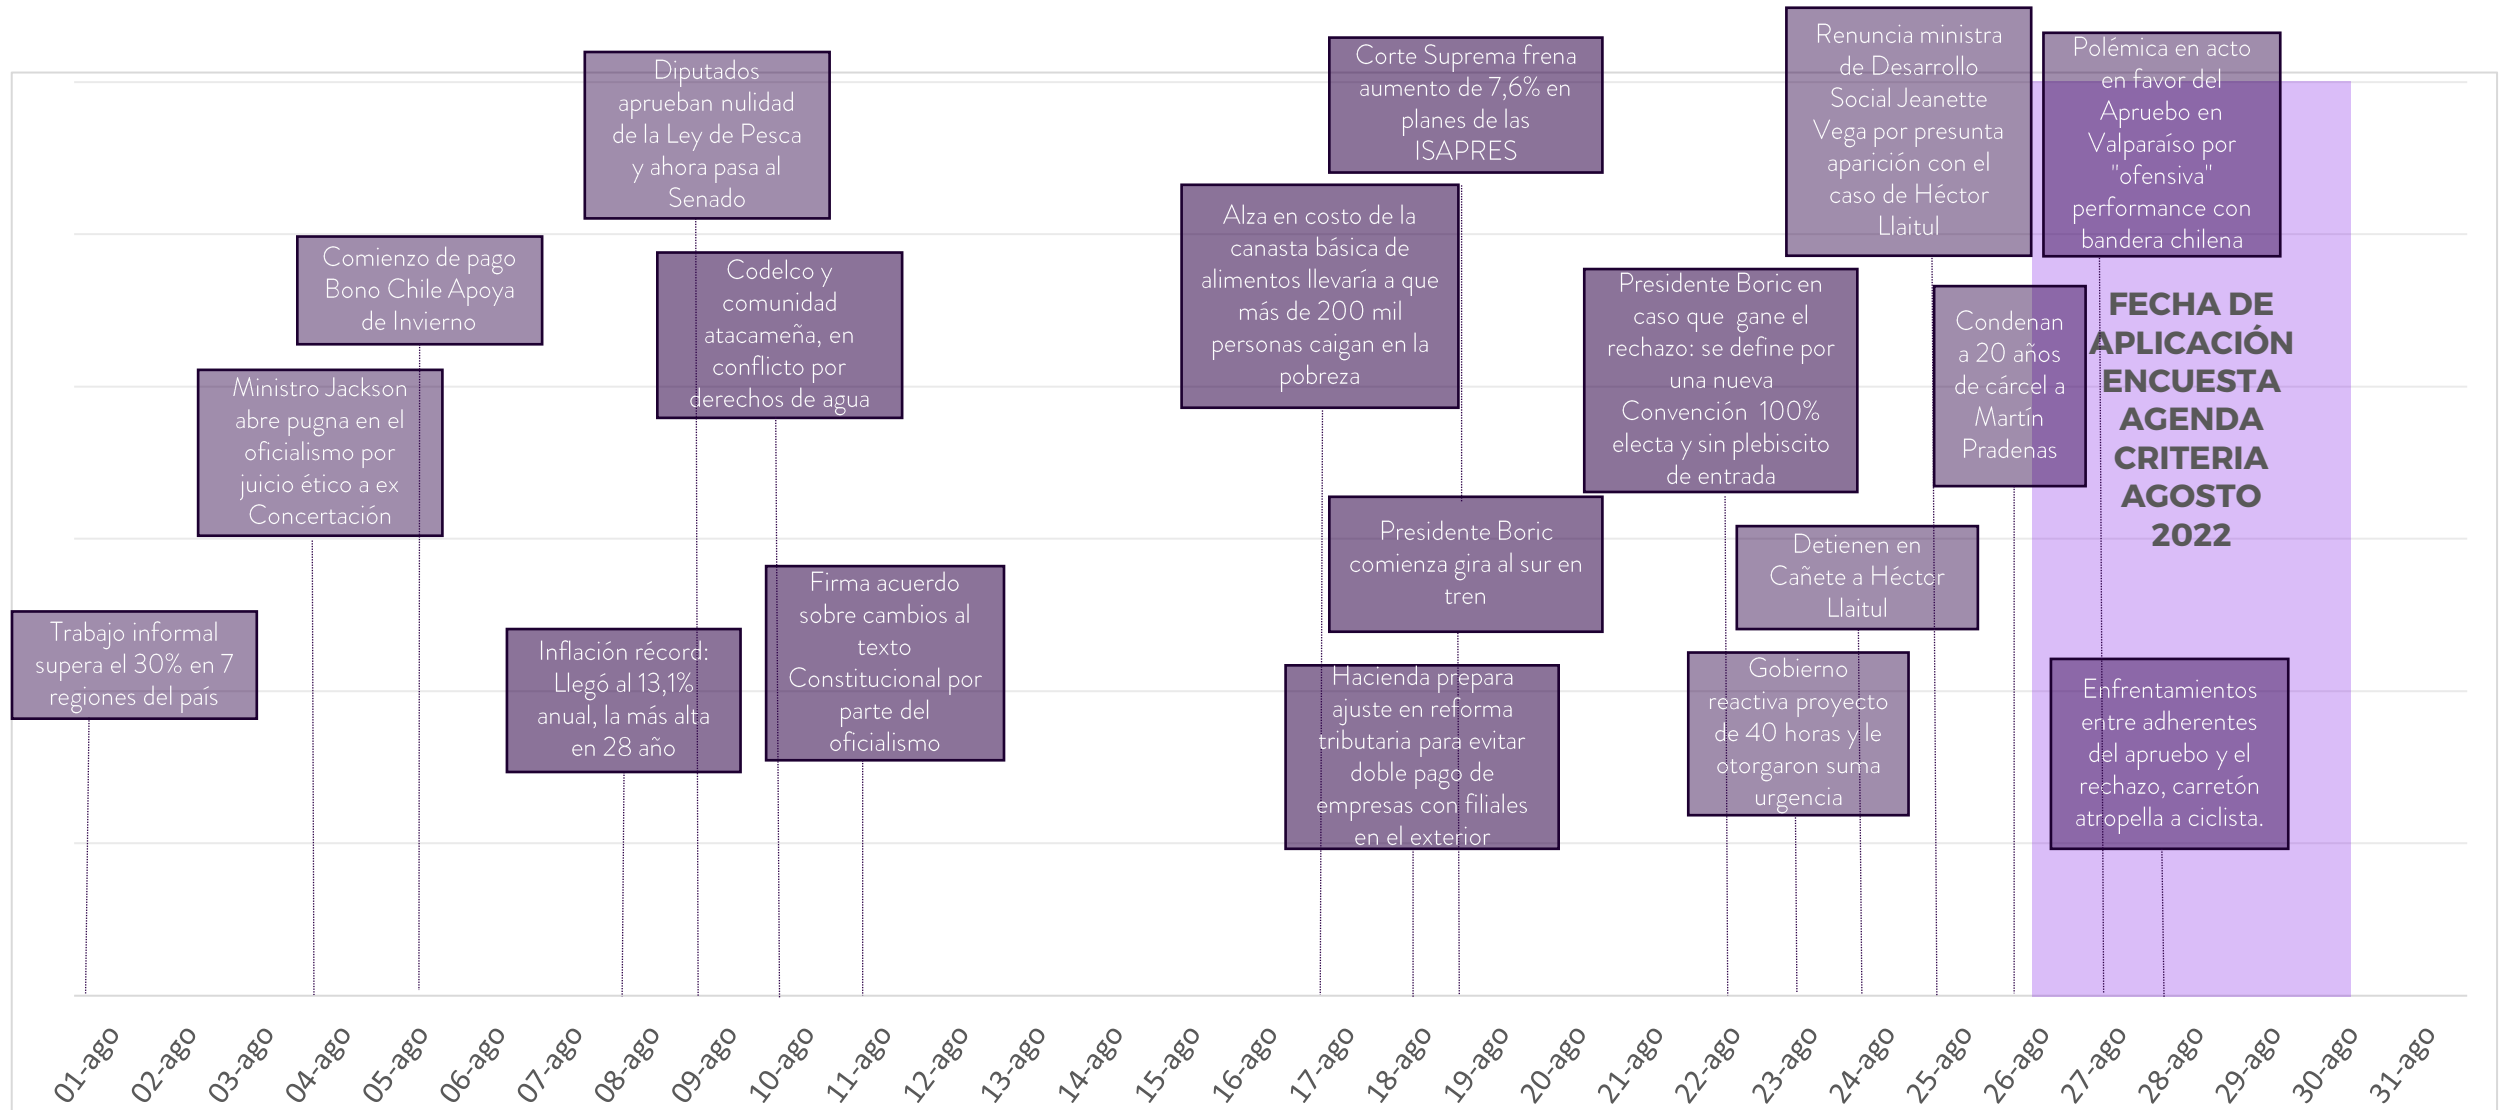 Trabajo informal
supera el 30% en 7
regiones del país
Ministro Jackson
abre pugna en el
oficialismo por
juicio ético a ex
Concertación
Comienzo de pago
Bono Chile Apoya
de Invierno
Inflación récord:
Llegó al 13,1%
anual, la más alta
en 28 año
Diputados
aprueban nulidad
de la Ley de Pesca
y ahora pasa al
Senado
Codelco y
comunidad
atacameña, en
conflicto por
derechos de agua
Firma acuerdo
sobre cambios al
texto
Constitucional por
parte del
oficialismo
Alza en costo de la
canasta básica de
alimentos llevaría a que
más de 200 mil
personas caigan en la
pobreza
Corte Suprema frena
aumento de 7,6% en
planes de las
ISAPRES
Presidente Boric
comienza gira al sur en
tren
Hacienda prepara
ajuste en reforma
tributaria para evitar
doble pago de
empresas con filiales
en el exterior
Presidente Boric en
caso que gane el
rechazo: se define por
una nueva
Convención 100%
electa y sin plebiscito
de entrada
Detienen en
Cañete a Héctor
Llaitul
Gobierno
reactiva proyecto
de 40 horas y le
otorgaron suma
urgencia
Renuncia ministra
de Desarrollo
Social Jeanette
Vega por presunta
aparición con el
caso de Héctor
Llaitul
Condenan
a 20 años
de cárcel a
Martín
Pradenas
Polémica en acto
en favor del
Apruebo en
Valparaíso por
"ofensiva"
performance con
bandera chilena
FECHA DE
APLICACIÓN
ENCUESTA
AGENDA
CRITERIA
AGOSTO
2022
Enfrentamientos
entre adherentes
del apruebo y el
rechazo, carretón
atropella a ciclista.
01-ago
02-ago
03-ago
04-ago
05-ago
06-ago
07-ago
08-ago
09-ago
10-ago
11-ago
12-ago
13-ago
14-ago
15-ago
16-ago
17-ago
18-ago
19-ago
20-ago
21-ago
22-ago
23-ago
24-ago
25-ago
26-ago
27-ago
28-ago
29-ago
30-ago
31-ago